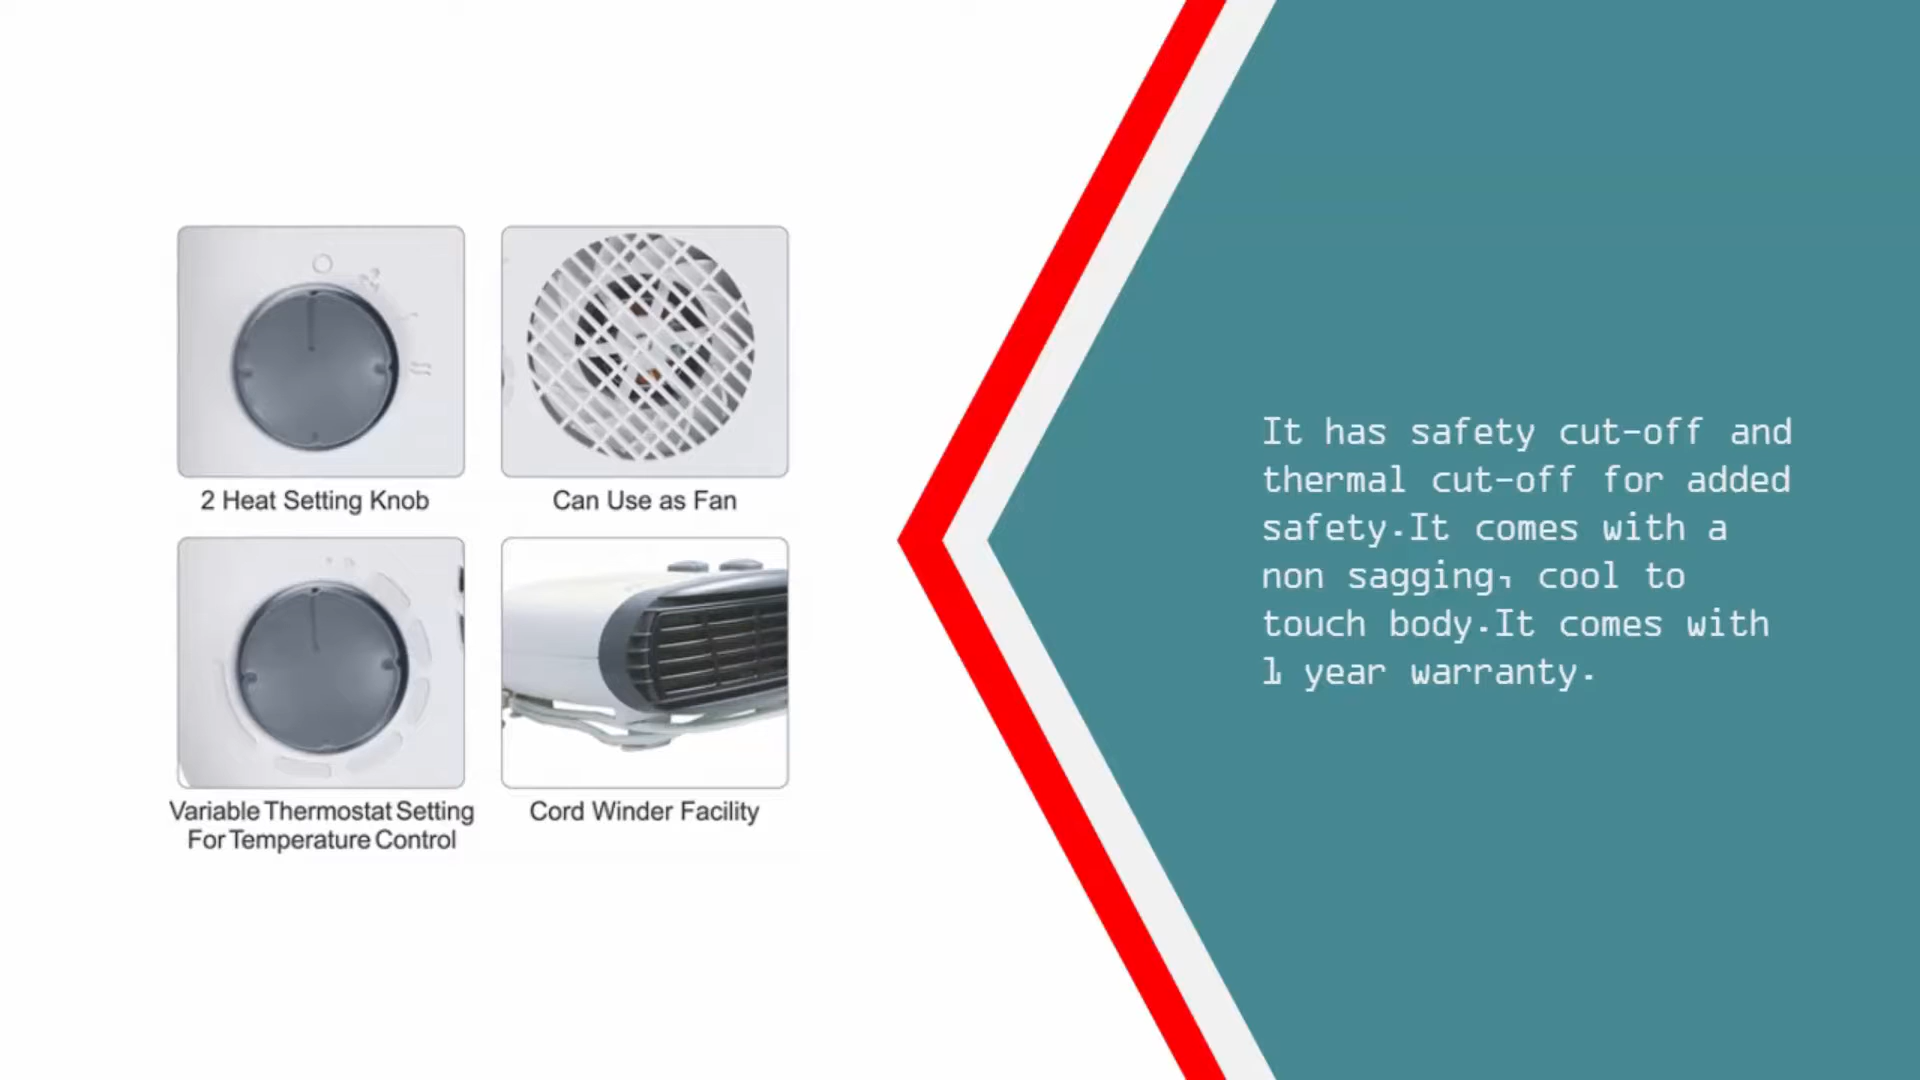 2 Heat Setting Knob
Can Use as Fan
Variable Thermostat Setting
For Temperature Control
Cord Winder Facility
It has safety cut-off and
thermal cut-off for added
safety.It comes with a
non sagging, cool to
touch body.It comes with
1 year warranty.